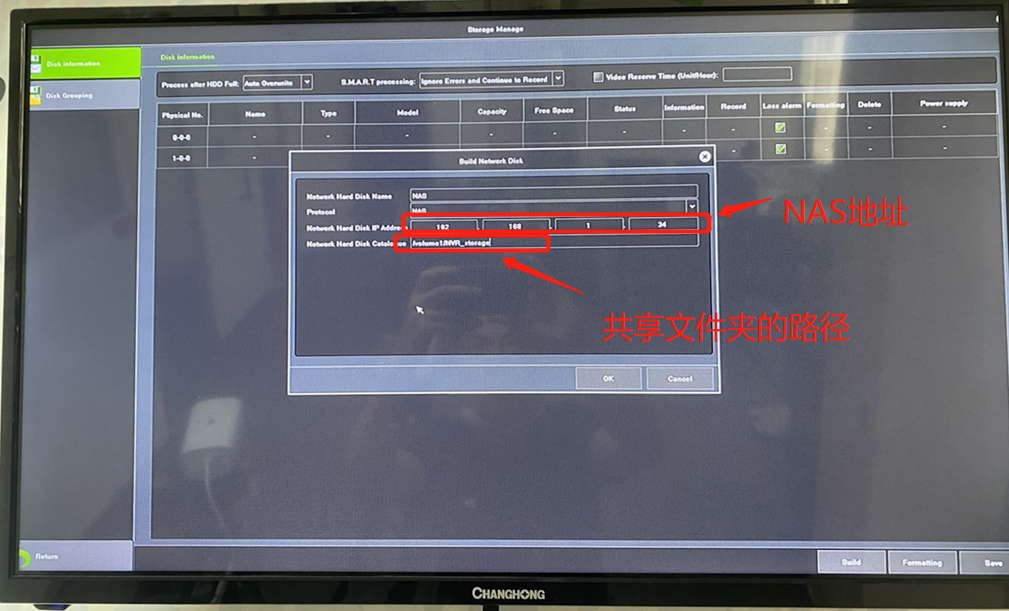 Storage Manage
Disk information
Disk information
Process after HDD Full: Auto Overwrite
S.M.A.R.T processing: Ignore Errors and Continue to Record
Video Reserve Time (Unit/Hour):
Disk Grouping
Physical No. Name Type Model Capacity Free Space Status Information Record Loss alarm Formatting Delete Power supply
0-0-0 - - - - - - - - - - -
1-0-0 - - - -
Build Network Disk
Network Hard Disk Name NAS
Protocol NAS
Network Hard Disk IP Address 192 . 168 . 1 . 34
NAS地址
Network Hard Disk Catalogue /volume1/NVR_storage
共享文件夹的路径
OK Cancel
Return
Build Formatting Save
CHANGHONG